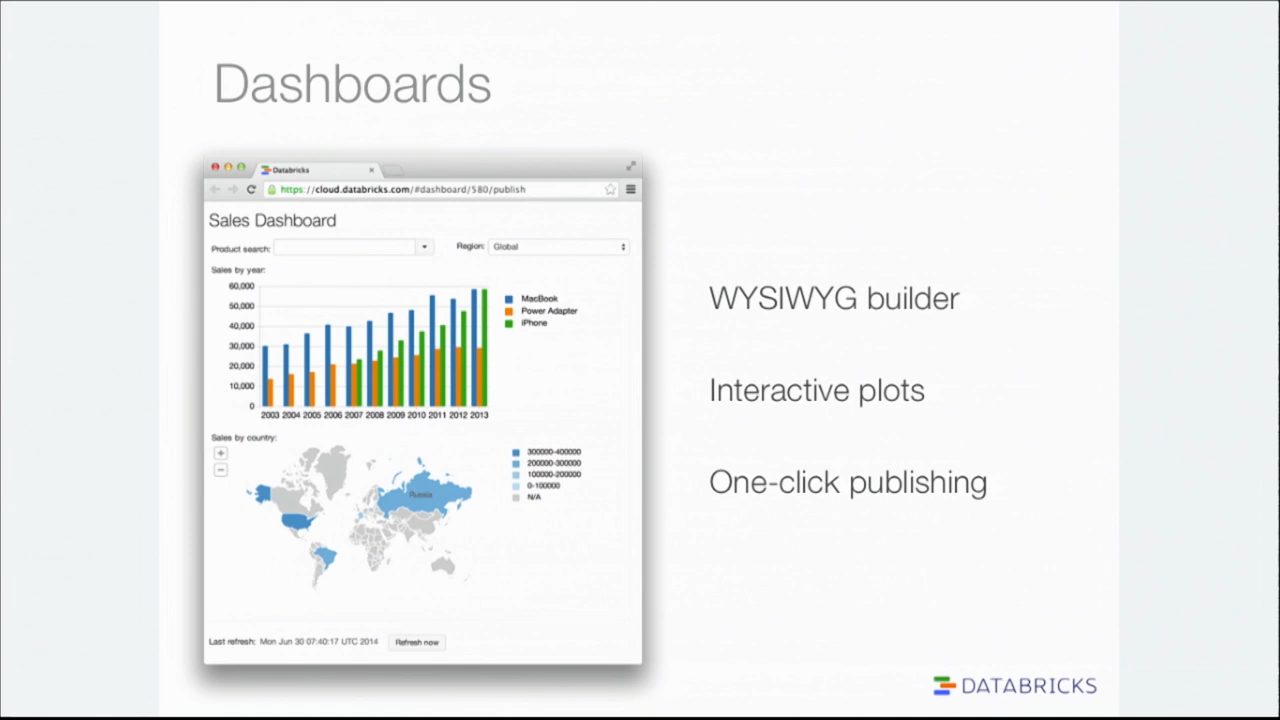 Dashboards
Databricks
https://cloud.databricks.com/#dashboard/580/publish
Sales Dashboard
Product search:
Region: Global
Sales by year:
60,000
50,000
40,000
30,000
20,000
10,000
0
2003 2004 2005 2006 2007 2008 2009 2010 2011 2012 2013
MacBook
Power Adapter
iPhone
Sales by country:
+
−
Russia
300000-400000
200000-300000
100000-200000
0-100000
N/A
Last refresh: Mon Jun 30 07:40:17 UTC 2014 Refresh now
WYSIWYG builder
Interactive plots
One-click publishing
DATABRICKS